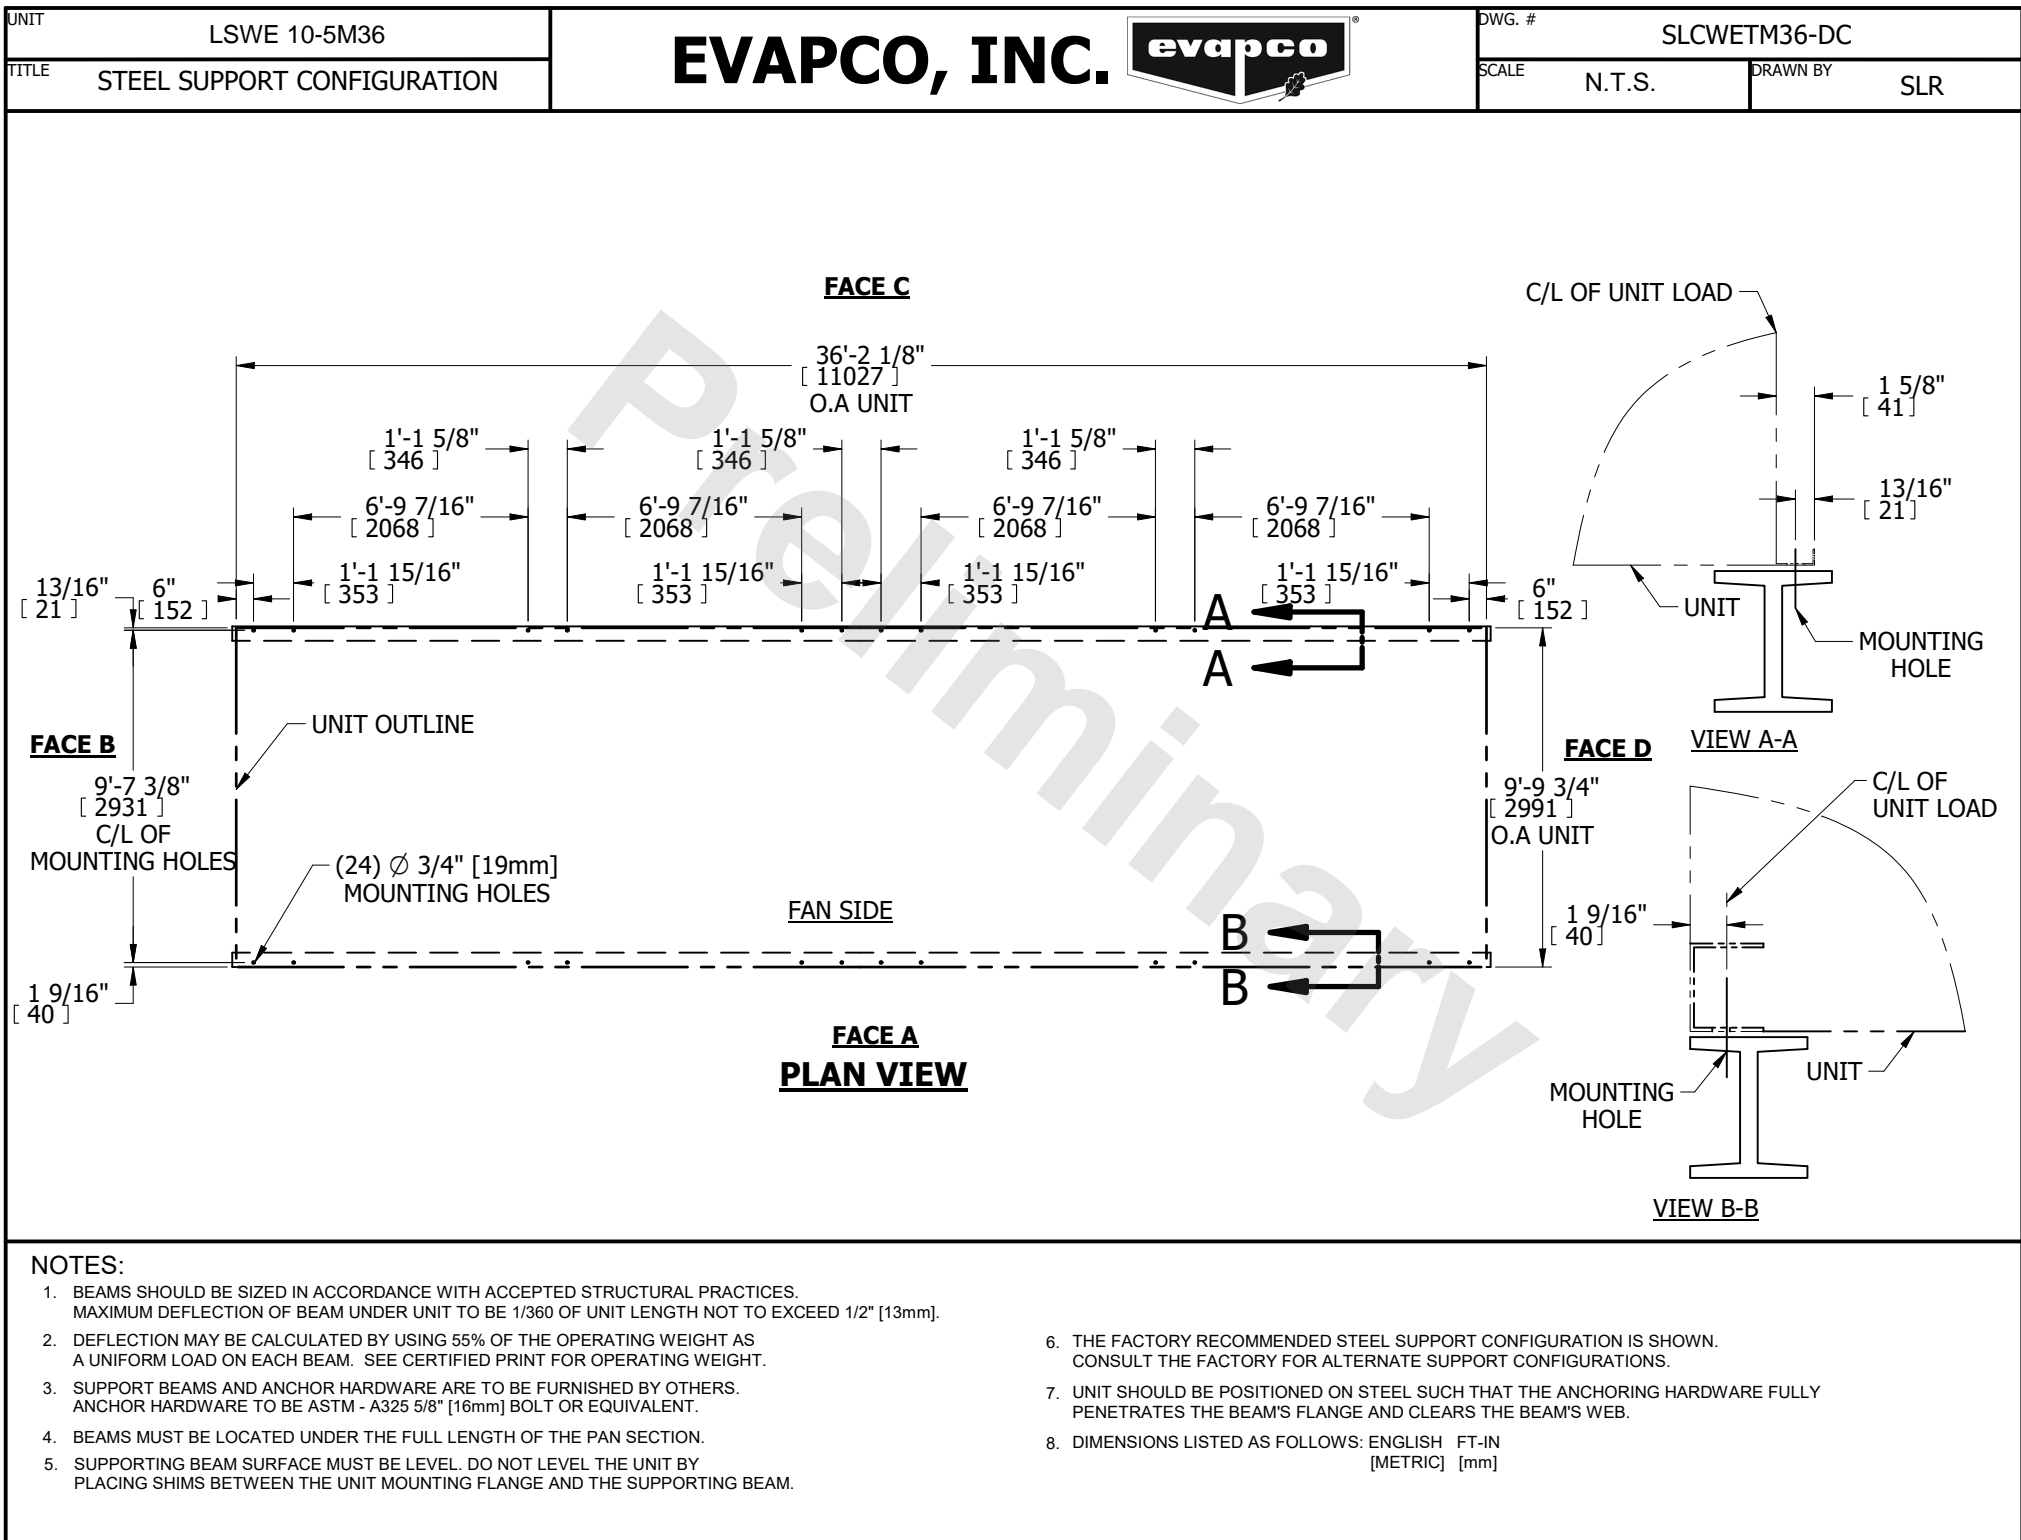 UNIT
LSWE 10-5M36
TITLE
STEEL SUPPORT CONFIGURATION
EVAPCO, INC.
evapco
®
DWG. #
SLCWETM36-DC
SCALE
N.T.S.
DRAWN BY
SLR
Preliminary
FACE C
36'-2 1/8"
[ 11027 ]
O.A UNIT
1'-1 5/8"
[ 346 ]
1'-1 5/8"
[ 346 ]
1'-1 5/8"
[ 346 ]
6'-9 7/16"
[ 2068 ]
6'-9 7/16"
[ 2068 ]
6'-9 7/16"
[ 2068 ]
6'-9 7/16"
[ 2068 ]
13/16"
[ 21 ]
6"
[ 152 ]
1'-1 15/16"
[ 353 ]
1'-1 15/16"
[ 353 ]
1'-1 15/16"
[ 353 ]
1'-1 15/16"
[ 353 ]
6"
[ 152 ]
A
A
UNIT OUTLINE
FACE B
9'-7 3/8"
[ 2931 ]
C/L OF
MOUNTING HOLES
(24) Ø 3/4" [19mm]
MOUNTING HOLES
FAN SIDE
B
B
1 9/16"
[ 40 ]
FACE D
9'-9 3/4"
[ 2991 ]
O.A UNIT
FACE A
PLAN VIEW
C/L OF UNIT LOAD
1 5/8"
[ 41 ]
13/16"
[ 21 ]
UNIT
MOUNTING
HOLE
VIEW A-A
C/L OF
UNIT LOAD
1 9/16"
[ 40 ]
UNIT
MOUNTING
HOLE
VIEW B-B
NOTES:
1. BEAMS SHOULD BE SIZED IN ACCORDANCE WITH ACCEPTED STRUCTURAL PRACTICES.
MAXIMUM DEFLECTION OF BEAM UNDER UNIT TO BE 1/360 OF UNIT LENGTH NOT TO EXCEED 1/2" [13mm].
2. DEFLECTION MAY BE CALCULATED BY USING 55% OF THE OPERATING WEIGHT AS
A UNIFORM LOAD ON EACH BEAM. SEE CERTIFIED PRINT FOR OPERATING WEIGHT.
3. SUPPORT BEAMS AND ANCHOR HARDWARE ARE TO BE FURNISHED BY OTHERS.
ANCHOR HARDWARE TO BE ASTM - A325 5/8" [16mm] BOLT OR EQUIVALENT.
4. BEAMS MUST BE LOCATED UNDER THE FULL LENGTH OF THE PAN SECTION.
5. SUPPORTING BEAM SURFACE MUST BE LEVEL. DO NOT LEVEL THE UNIT BY
PLACING SHIMS BETWEEN THE UNIT MOUNTING FLANGE AND THE SUPPORTING BEAM.
6. THE FACTORY RECOMMENDED STEEL SUPPORT CONFIGURATION IS SHOWN.
CONSULT THE FACTORY FOR ALTERNATE SUPPORT CONFIGURATIONS.
7. UNIT SHOULD BE POSITIONED ON STEEL SUCH THAT THE ANCHORING HARDWARE FULLY
PENETRATES THE BEAM'S FLANGE AND CLEARS THE BEAM'S WEB.
8. DIMENSIONS LISTED AS FOLLOWS: ENGLISH FT-IN
[METRIC] [mm]